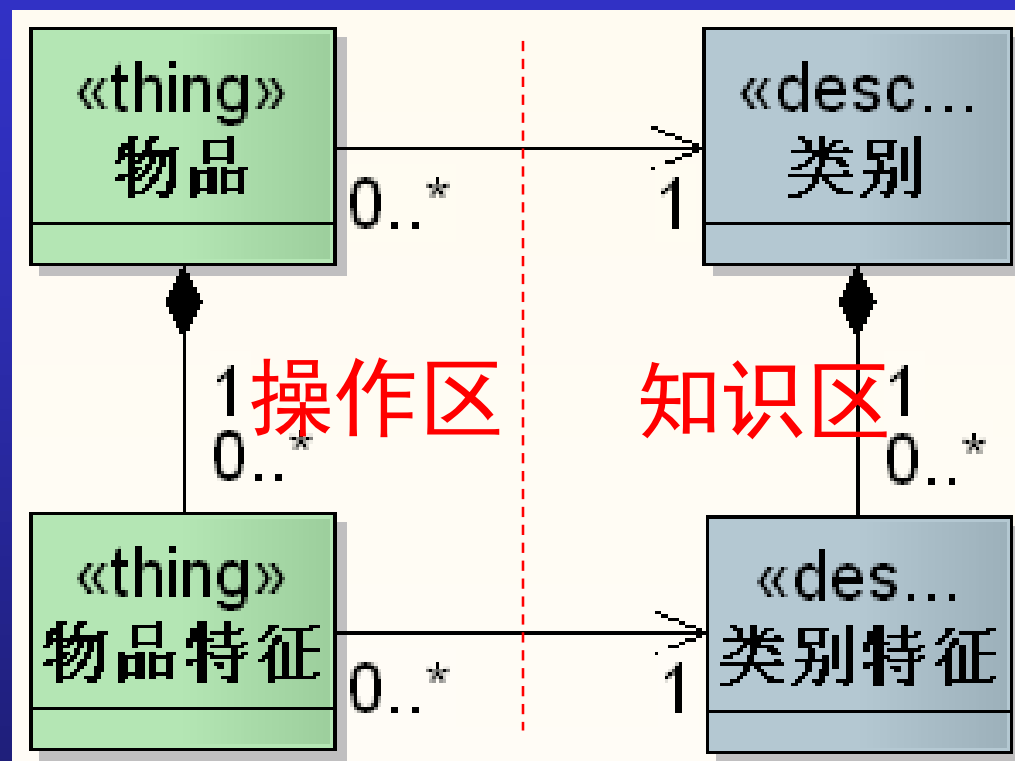 «thing»
物品
«desc...
类别
0..*
1
1
0..*
操作区
知识区
1
0..*
«thing»
物品特征
«des...
类别特征
0..*
1